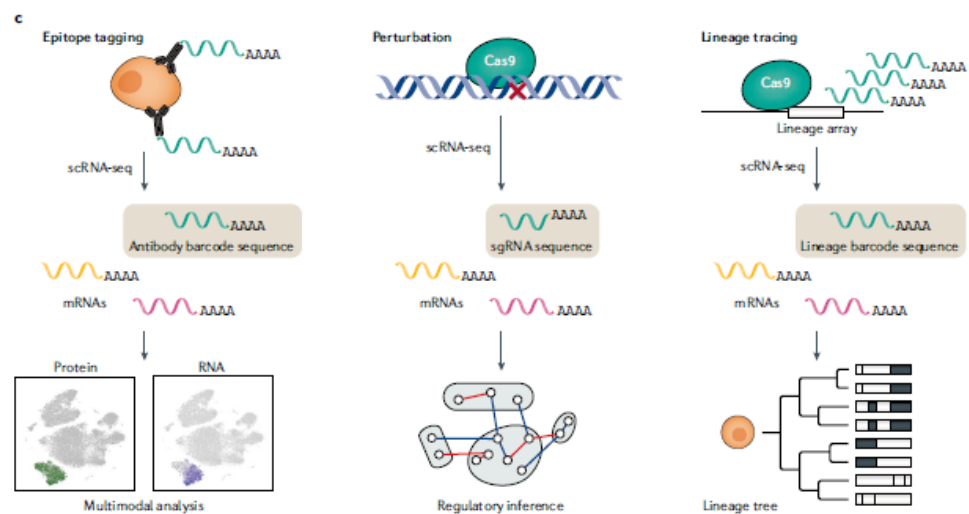 c
Epitope tagging
AAAA
AAAA
scRNA-seq
AAAA
Antibody barcode sequence
AAAA
mRNAs
AAAA
Protein
RNA
Multimodal analysis
Perturbation
Cas9
scRNA-seq
AAAA
sgRNA sequence
AAAA
mRNAs
AAAA
Regulatory inference
Lineage tracing
Cas9
AAAA
AAAA
AAAA
Lineage array
scRNA-seq
AAAA
Lineage barcode sequence
AAAA
mRNAs
AAAA
Lineage tree